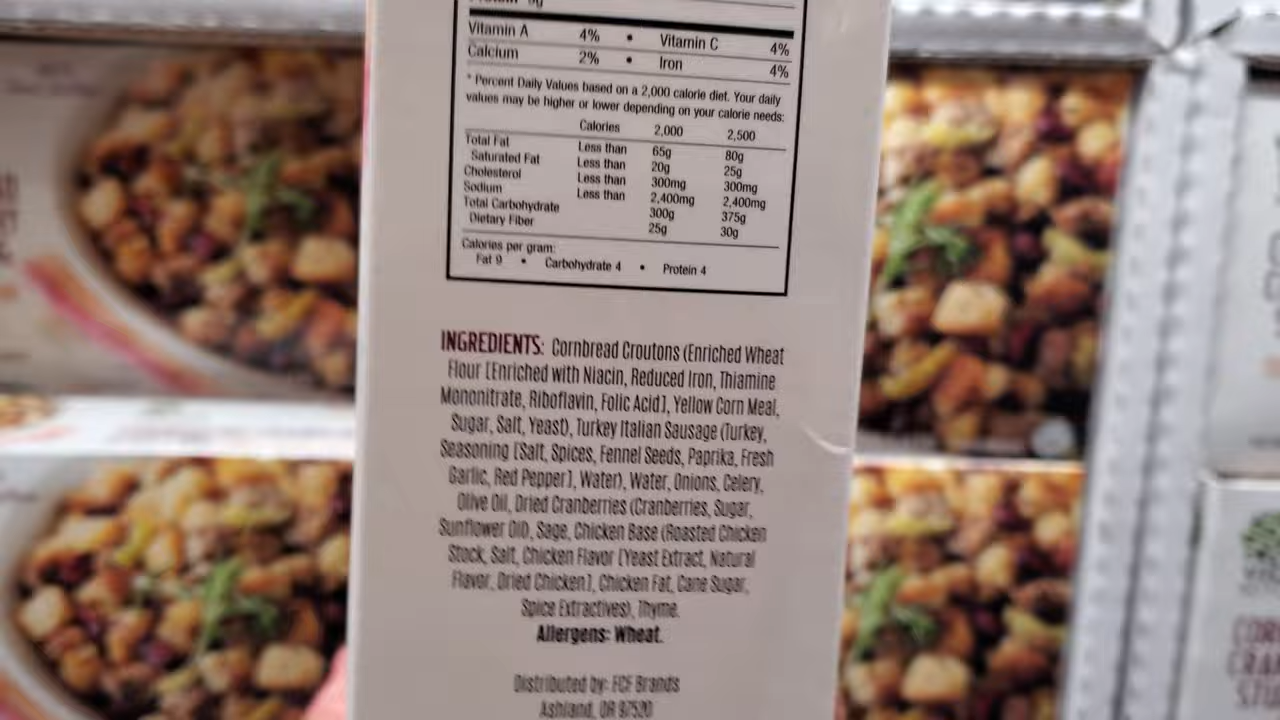 Protein 9g
Vitamin A 4% • Vitamin C 4%
Calcium 2% • Iron 4%
* Percent Daily Values based on a 2,000 calorie diet. Your daily
values may be higher or lower depending on your calorie needs:
Calories 2,000 2,500
Total Fat Less than 65g 80g
Saturated Fat Less than 20g 25g
Cholesterol Less than 300mg 300mg
Sodium Less than 2,400mg 2,400mg
Total Carbohydrate 300g 375g
Dietary Fiber 25g 30g
Calories per gram:
Fat 9 • Carbohydrate 4 • Protein 4
INGREDIENTS: Cornbread Croutons (Enriched Wheat
Flour [Enriched with Niacin, Reduced Iron, Thiamine
Mononitrate, Riboflavin, Folic Acid], Yellow Corn Meal,
Sugar, Salt, Yeast), Turkey Italian Sausage (Turkey,
Seasoning [Salt, Spices, Fennel Seeds, Paprika, Fresh
Garlic, Red Pepper], Water), Water, Onions, Celery,
Olive Oil, Dried Cranberries (Cranberries, Sugar,
Sunflower Oil), Sage, Chicken Base (Roasted Chicken
Stock, Salt, Chicken Flavor [Yeast Extract, Natural
Flavor, Dried Chicken], Chicken Fat, Cane Sugar,
Spice Extractives), Thyme.
Allergens: Wheat.
Distributed by: FCF Brands
Ashland, OR 97520